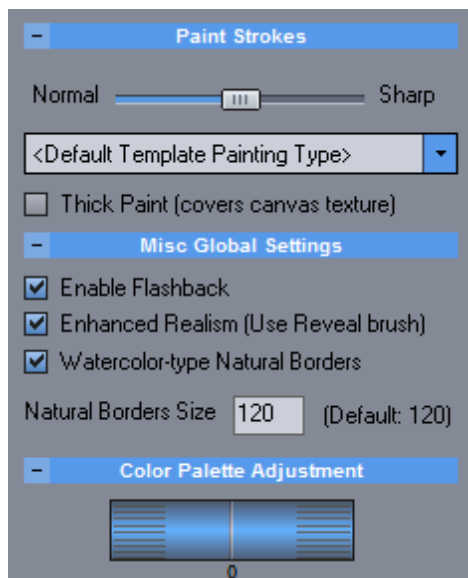 Paint Strokes
Normal Sharp
<Default Template Painting Type>
Thick Paint (covers canvas texture)
Misc Global Settings
Enable Flashback
Enhanced Realism (Use Reveal brush)
Watercolor-type Natural Borders
Natural Borders Size 120 (Default: 120)
Color Palette Adjustment
0